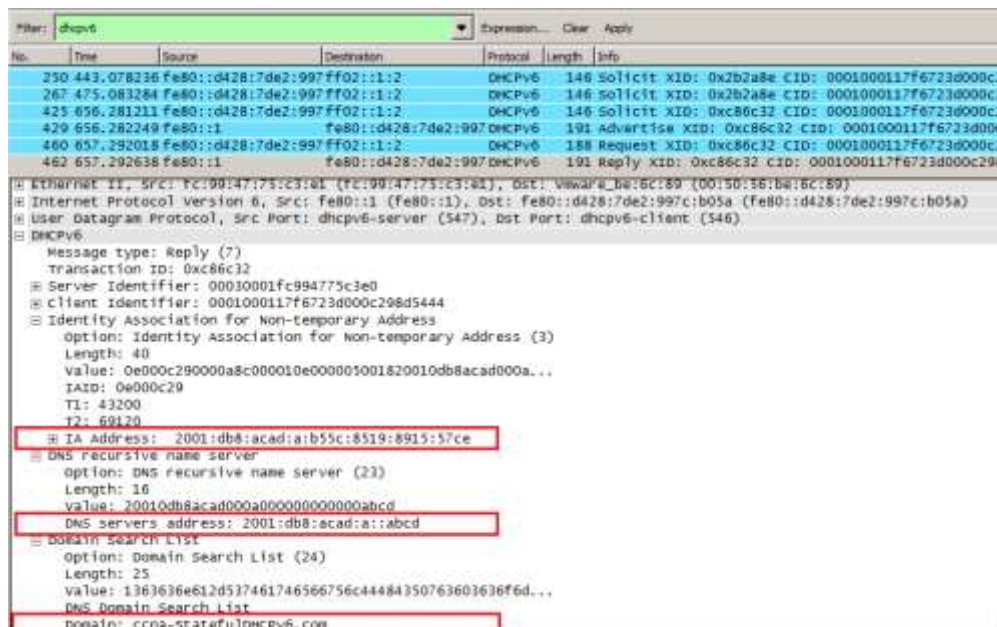 Filter: dhcpv6 Expression... Clear Apply
No. Time Source Destination Protocol Length Info
250 443.078236 fe80::d428:7de2:997 ff02::1:2 DHCPv6 146 Solicit XID: 0x2b2a8e CID: 0001000117f6723d000c
267 475.083284 fe80::d428:7de2:997 ff02::1:2 DHCPv6 146 Solicit XID: 0x2b2a8e CID: 0001000117f6723d000c
425 656.281211 fe80::d428:7de2:997 ff02::1:2 DHCPv6 146 Solicit XID: 0xc86c32 CID: 0001000117f6723d000c
429 656.282249 fe80::1 fe80::d428:7de2:997 DHCPv6 191 Advertise XID: 0xc86c32 CID: 0001000117f6723d000
460 657.292018 fe80::d428:7de2:997 ff02::1:2 DHCPv6 188 Request XID: 0xc86c32 CID: 0001000117f6723d000c
462 657.292638 fe80::1 fe80::d428:7de2:997 DHCPv6 191 Reply XID: 0xc86c32 CID: 0001000117f6723d000c29
Ethernet II, Src: fc:99:47:75:c3:e1 (fc:99:47:75:c3:e1), Dst: Vmware_be:6c:89 (00:50:56:be:6c:89)
Internet Protocol Version 6, Src: fe80::1 (fe80::1), Dst: fe80::d428:7de2:997c:b05a (fe80::d428:7de2:997c:b05a)
User Datagram Protocol, Src Port: dhcpv6-server (547), Dst Port: dhcpv6-client (546)
DHCPv6
Message type: Reply (7)
Transaction ID: 0xc86c32
Server Identifier: 00030001fc994775c3e0
Client Identifier: 0001000117f6723d000c298d5444
Identity Association for Non-temporary Address
Option: Identity Association for Non-temporary Address (3)
Length: 40
Value: 0e000c290000a8c000010e000005001820010db8acad000a...
IAID: 0e000c29
T1: 43200
T2: 69120
IA Address: 2001:db8:acad:a:b55c:8519:8915:57ce
DNS recursive name server
Option: DNS recursive name server (23)
Length: 16
Value: 20010db8acad000a000000000000abcd
DNS servers address: 2001:db8:acad:a::abcd
Domain Search List
Option: Domain Search List (24)
Length: 25
Value: 1363636e612d537461746566756c44484350763603636f6d...
DNS Domain Search List
Domain: ccna-StatefulDHCPv6.com